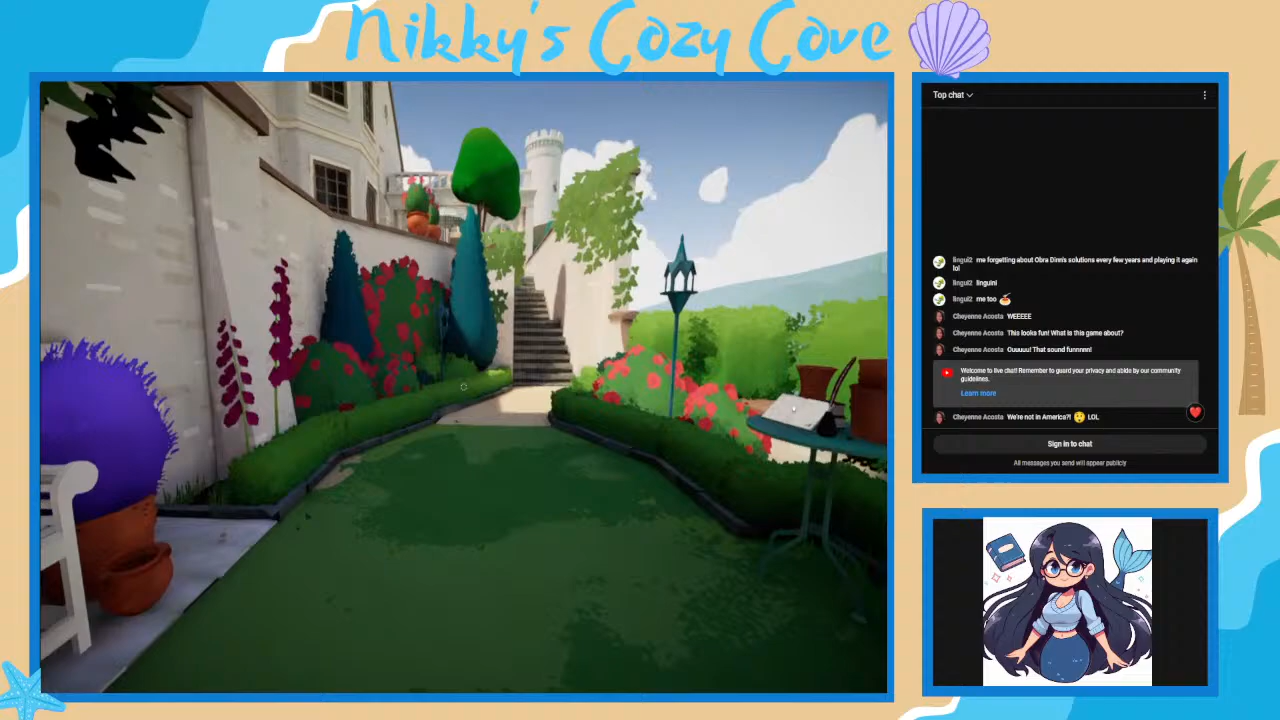 Nikky's Cozy Cove
Top chat
lingui2 me forgetting about Obra Dinn's solutions every few years and playing it again
lol
lingui2 linguini
lingui2 me too 🍝
Cheyenne Acosta WEEEEE
Cheyenne Acosta This looks fun! What is this game about?
Cheyenne Acosta Ouuuuu! That sound funnnnn!
Welcome to live chat! Remember to guard your privacy and abide by our community
guidelines.
Learn more
Cheyenne Acosta We're not in America?! 😲 LOL
Sign in to chat
All messages you send will appear publicly